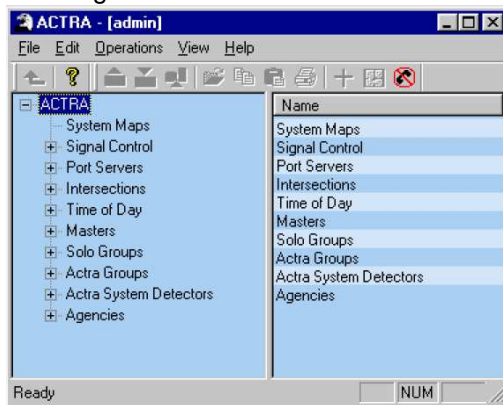 ACTRA - [admin]
File Edit Operations View Help
ACTRA
System Maps
Signal Control
Port Servers
Intersections
Time of Day
Masters
Solo Groups
Actra Groups
Actra System Detectors
Agencies
Name
System Maps
Signal Control
Port Servers
Intersections
Time of Day
Masters
Solo Groups
Actra Groups
Actra System Detectors
Agencies
Ready NUM